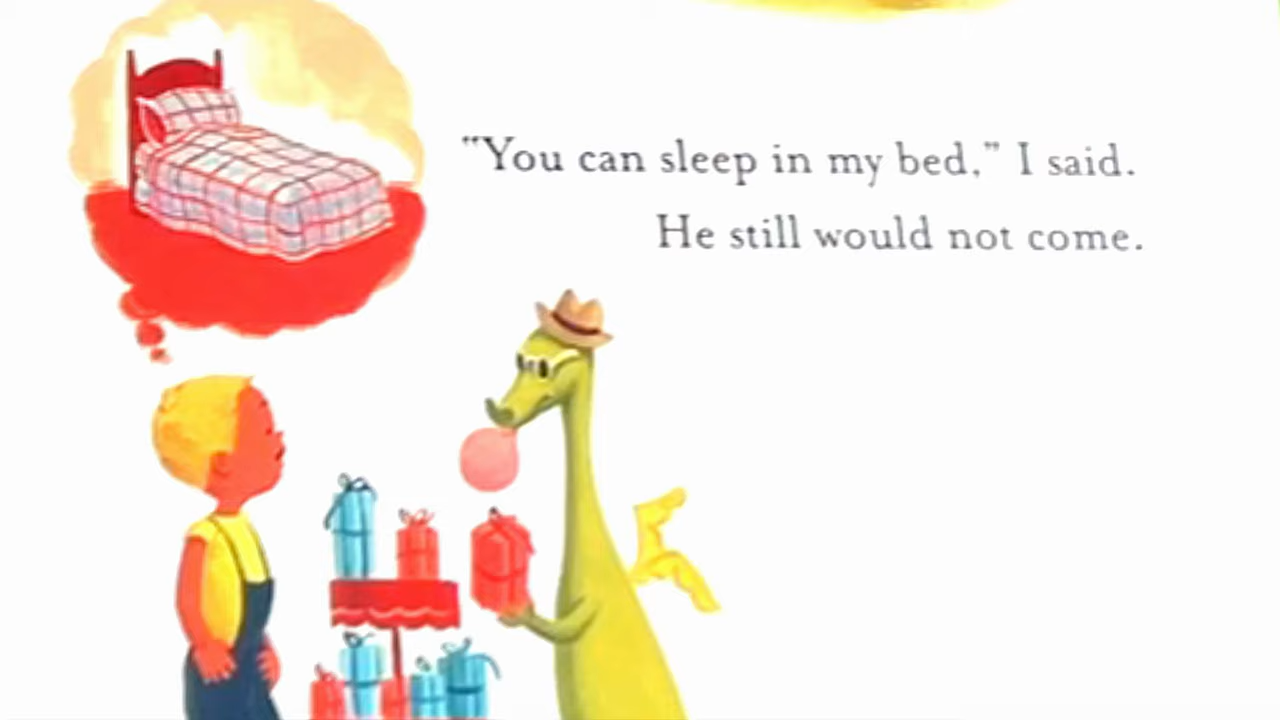 “You can sleep in my bed,” I said.
He still would not come.